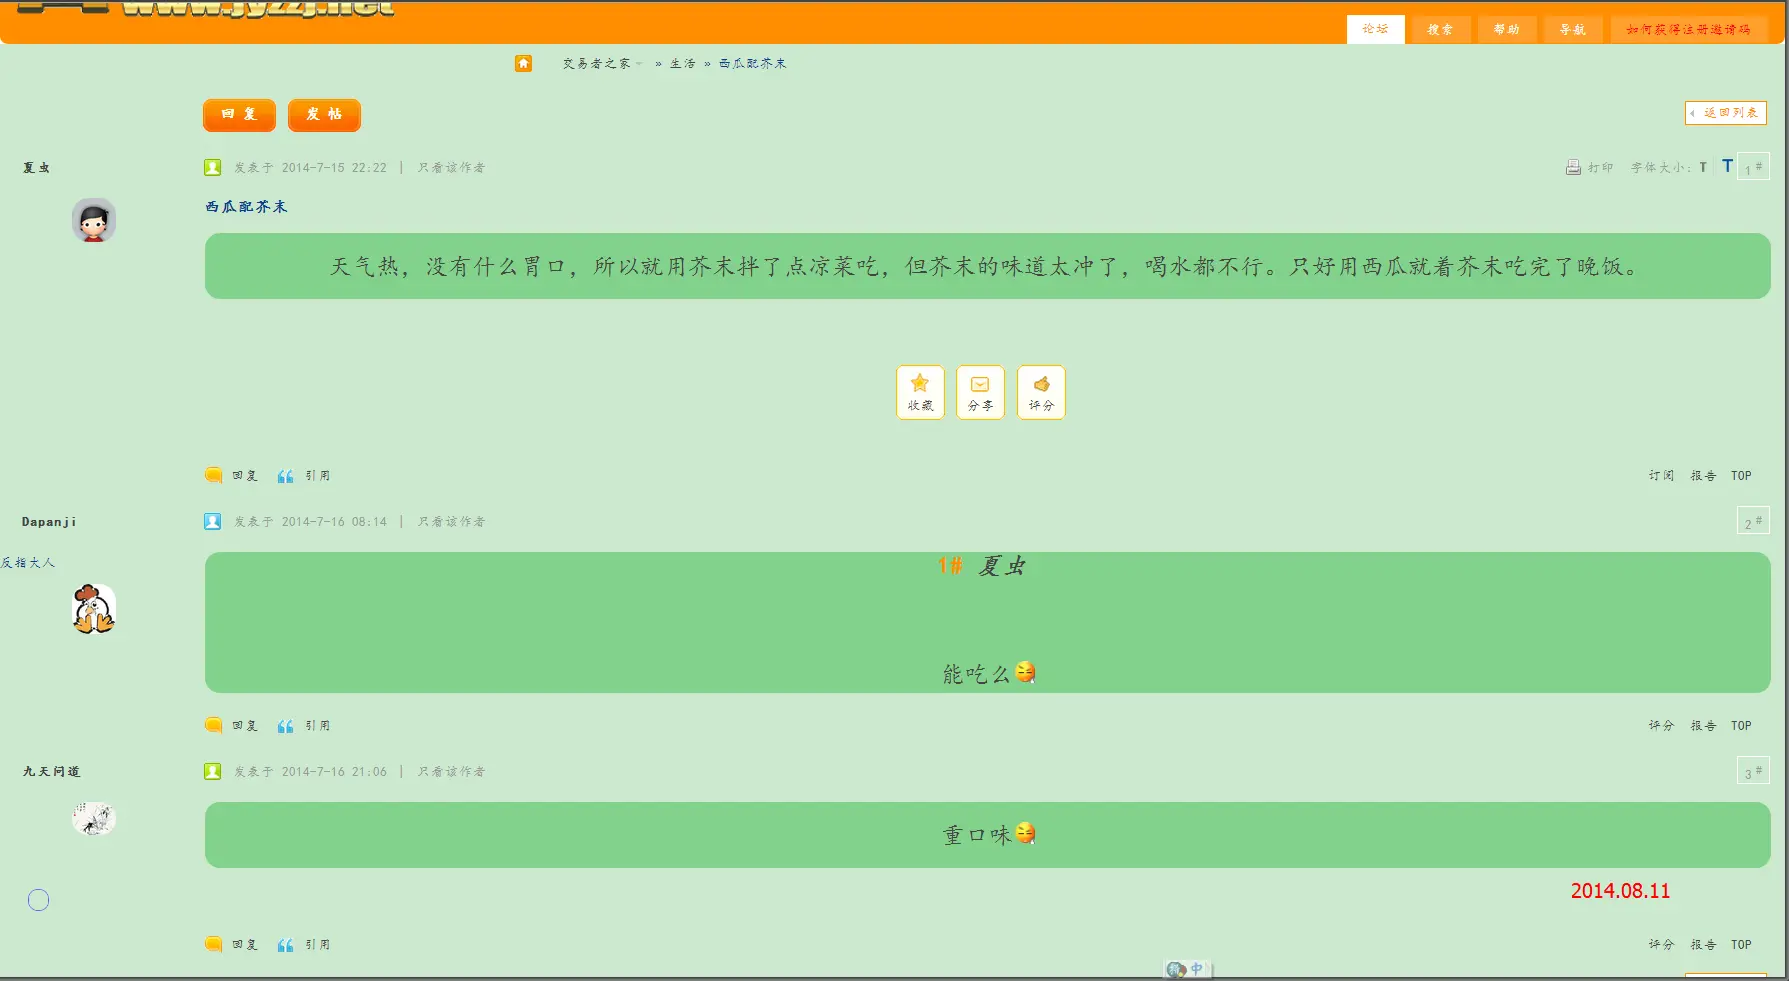 www.jyzzj.net
论坛 搜索 帮助 导航 如何获得注册邀请码
交易者之家 » 生活 » 西瓜配芥末
回复 发帖
返回列表
夏虫
发表于 2014-7-15 22:22 | 只看该作者
打印 字体大小: T T 1#
西瓜配芥末
天气热，没有什么胃口，所以就用芥末拌了点凉菜吃，但芥末的味道太冲了，喝水都不行。只好用西瓜就着芥末吃完了晚饭。
收藏 分享 评分
回复 引用
订阅 报告 TOP
Dapanji
发表于 2014-7-16 08:14 | 只看该作者
2#
反指大人
1# 夏虫
能吃么
回复 引用
评分 报告 TOP
九天问道
发表于 2014-7-16 21:06 | 只看该作者
3#
重口味
2014.08.11
回复 引用
评分 报告 TOP
中